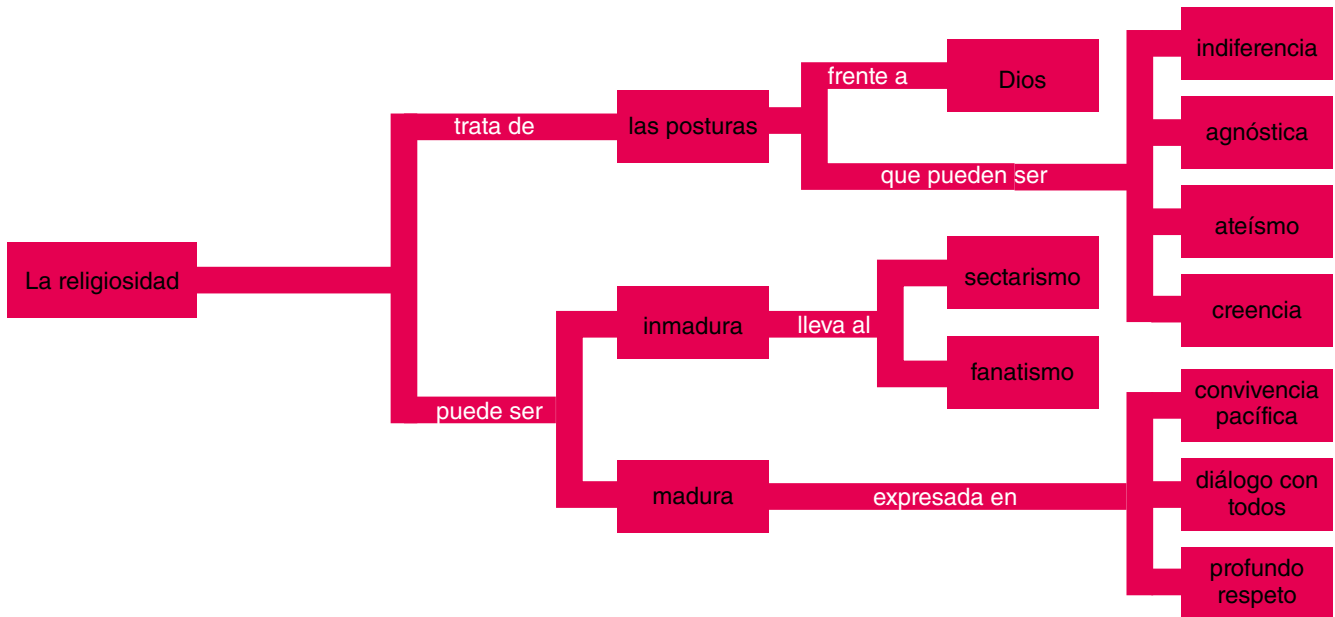 La religiosidad
trata de
las posturas
frente a
Dios
que pueden ser
indiferencia
agnóstica
ateísmo
creencia
puede ser
inmadura
lleva al
sectarismo
fanatismo
madura
expresada en
convivencia
pacífica
diálogo con
todos
profundo
respeto